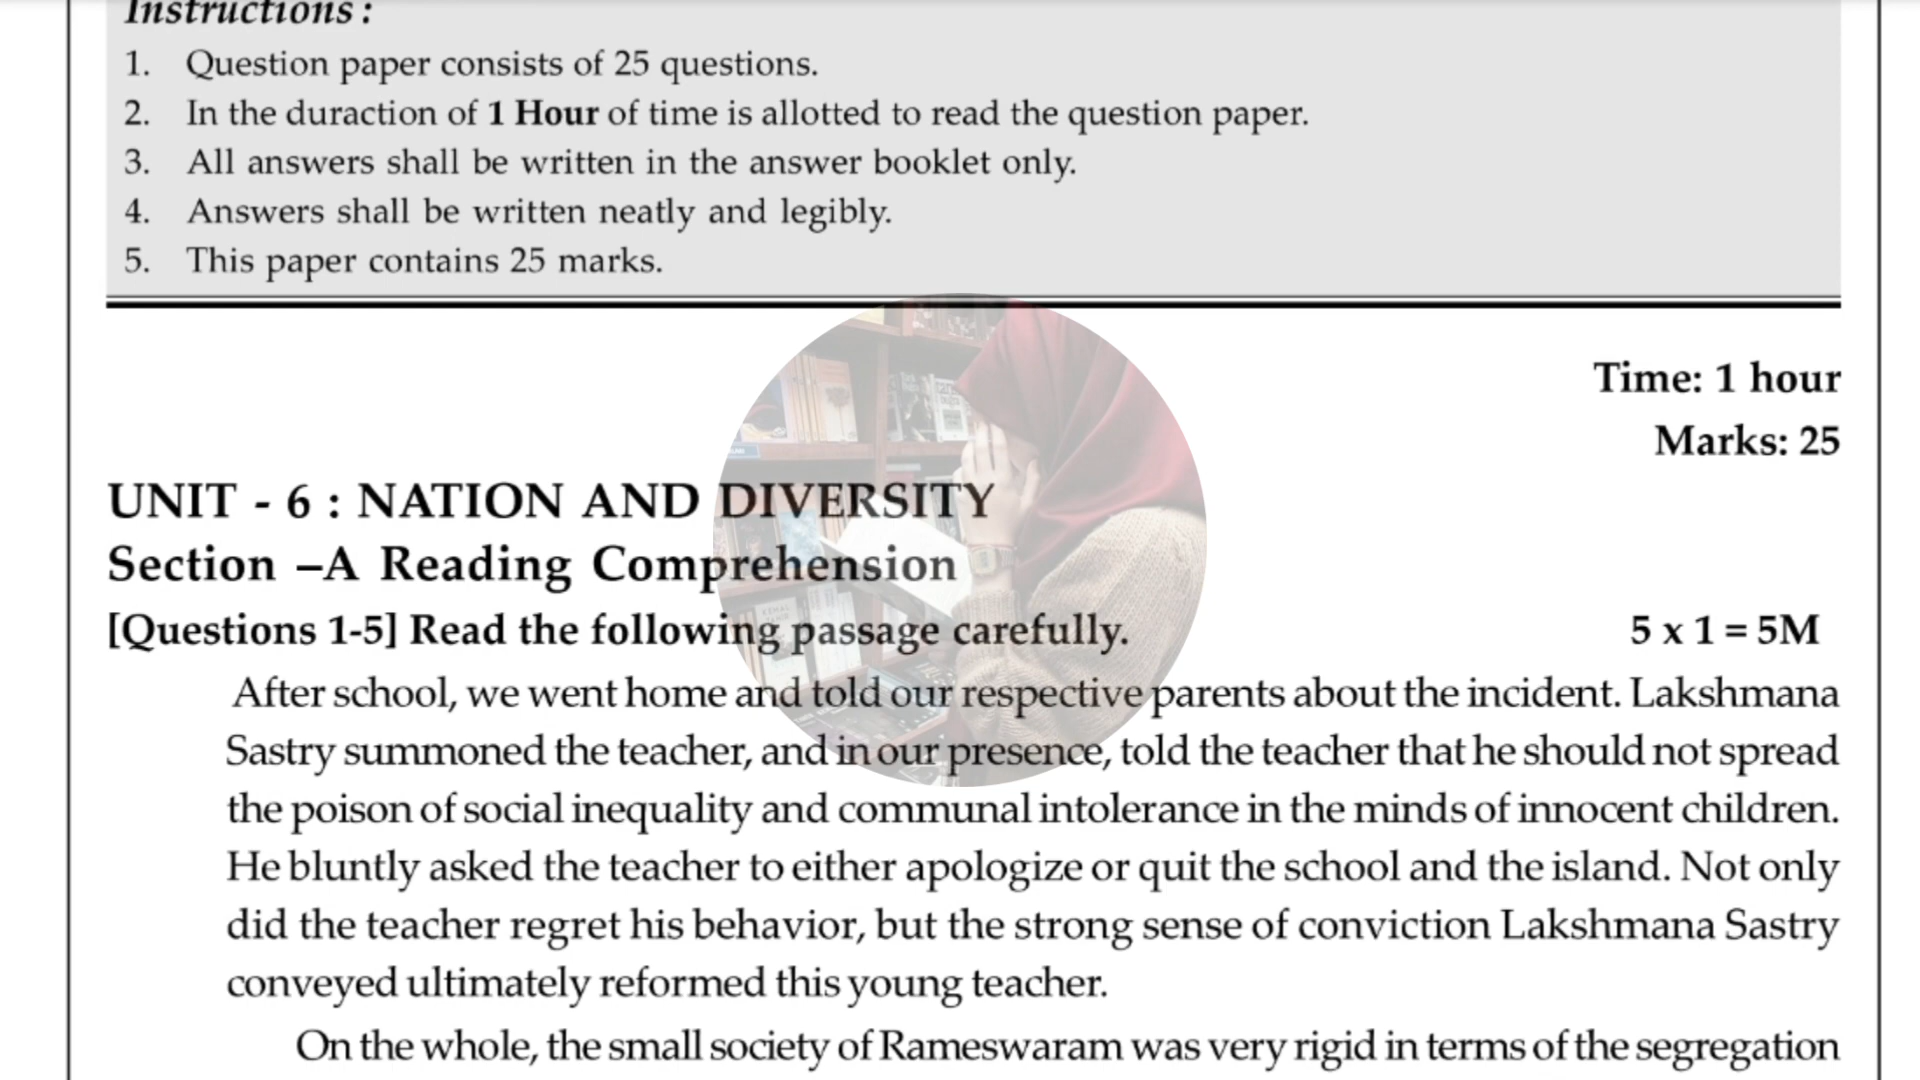 Instructions :
1. Question paper consists of 25 questions.
2. In the duraction of 1 Hour of time is allotted to read the question paper.
3. All answers shall be written in the answer booklet only.
4. Answers shall be written neatly and legibly.
5. This paper contains 25 marks.
Time: 1 hour
Marks: 25
UNIT - 6 : NATION AND DIVERSITY
Section –A Reading Comprehension
[Questions 1-5] Read the following passage carefully. 5 x 1 = 5M
After school, we went home and told our respective parents about the incident. Lakshmana
Sastry summoned the teacher, and in our presence, told the teacher that he should not spread
the poison of social inequality and communal intolerance in the minds of innocent children.
He bluntly asked the teacher to either apologize or quit the school and the island. Not only
did the teacher regret his behavior, but the strong sense of conviction Lakshmana Sastry
conveyed ultimately reformed this young teacher.
On the whole, the small society of Rameswaram was very rigid in terms of the segregation